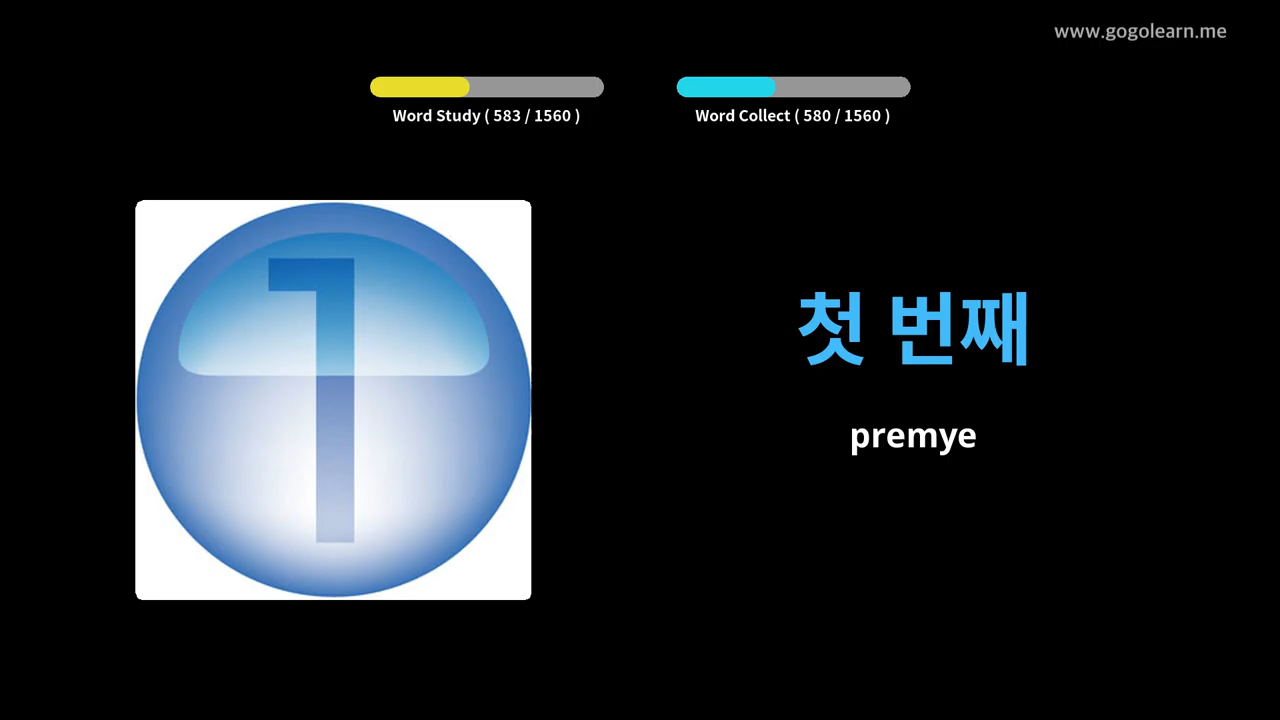 www.gogolearn.me
Word Study ( 583 / 1560 )
Word Collect ( 580 / 1560 )
1
첫 번째
premye